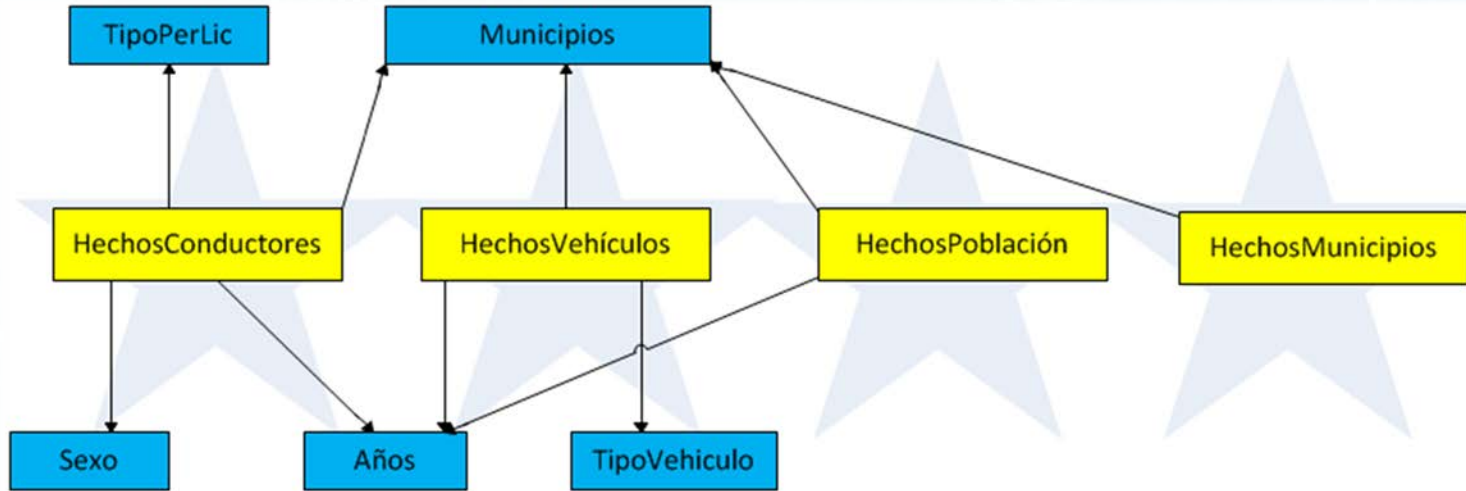 TipoPerLic
Municipios
HechosConductores
HechosVehículos
HechosPoblación
HechosMunicipios
Sexo
Años
TipoVehiculo